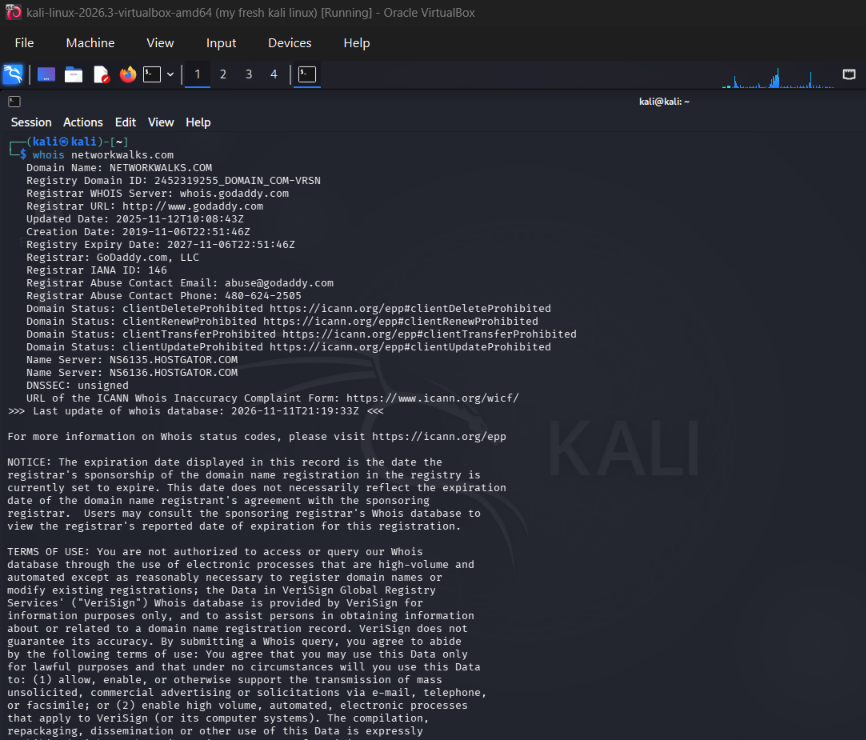 kali-linux-2026.3-virtualbox-amd64 (my fresh kali linux) [Running] - Oracle VirtualBox
File Machine View Input Devices Help
1 2 3 4
kali@kali: ~
Session Actions Edit View Help
(kali㉿kali)-[~]
$ whois networkwalks.com
Domain Name: NETWORKWALKS.COM
Registry Domain ID: 2452319255_DOMAIN_COM-VRSN
Registrar WHOIS Server: whois.godaddy.com
Registrar URL: http://www.godaddy.com
Updated Date: 2025-11-12T10:08:43Z
Creation Date: 2019-11-06T22:51:46Z
Registry Expiry Date: 2027-11-06T22:51:46Z
Registrar: GoDaddy.com, LLC
Registrar IANA ID: 146
Registrar Abuse Contact Email: abuse@godaddy.com
Registrar Abuse Contact Phone: 480-624-2505
Domain Status: clientDeleteProhibited https://icann.org/epp#clientDeleteProhibited
Domain Status: clientRenewProhibited https://icann.org/epp#clientRenewProhibited
Domain Status: clientTransferProhibited https://icann.org/epp#clientTransferProhibited
Domain Status: clientUpdateProhibited https://icann.org/epp#clientUpdateProhibited
Name Server: NS6135.HOSTGATOR.COM
Name Server: NS6136.HOSTGATOR.COM
DNSSEC: unsigned
URL of the ICANN Whois Inaccuracy Complaint Form: https://www.icann.org/wicf/
>>> Last update of whois database: 2026-11-11T21:19:33Z <<<
For more information on Whois status codes, please visit https://icann.org/epp
KALI
NOTICE: The expiration date displayed in this record is the date the
registrar's sponsorship of the domain name registration in the registry is
currently set to expire. This date does not necessarily reflect the expiration
date of the domain name registrant's agreement with the sponsoring
registrar.  Users may consult the sponsoring registrar's Whois database to
view the registrar's reported date of expiration for this registration.
TERMS OF USE: You are not authorized to access or query our Whois
database through the use of electronic processes that are high-volume and
automated except as reasonably necessary to register domain names or
modify existing registrations; the Data in VeriSign Global Registry
Services' ("VeriSign") Whois database is provided by VeriSign for
information purposes only, and to assist persons in obtaining information
about or related to a domain name registration record. VeriSign does not
guarantee its accuracy. By submitting a Whois query, you agree to abide
by the following terms of use: You agree that you may use this Data only
for lawful purposes and that under no circumstances will you use this Data
to: (1) allow, enable, or otherwise support the transmission of mass
unsolicited, commercial advertising or solicitations via e-mail, telephone,
or facsimile; or (2) enable high volume, automated, electronic processes
that apply to VeriSign (or its computer systems). The compilation,
repackaging, dissemination or other use of this Data is expressly